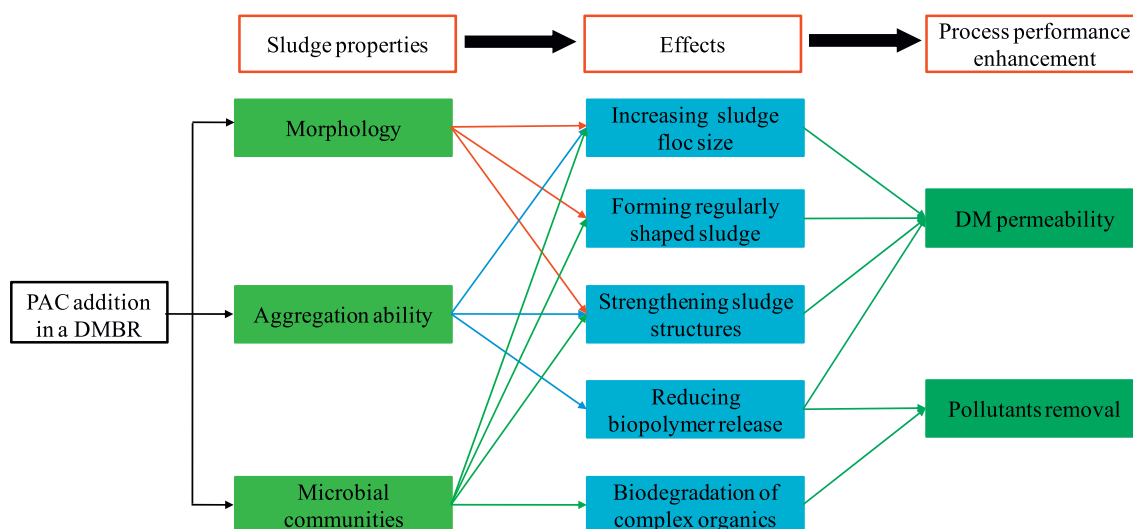 Sludge properties
Effects
Process performance
enhancement
Morphology
Increasing sludge
floc size
Forming regularly
shaped sludge
DM permeability
PAC addition
in a DMBR
Aggregation ability
Strengthening sludge
structures
Reducing
biopolymer release
Pollutants removal
Microbial
communities
Biodegradation of
complex organics